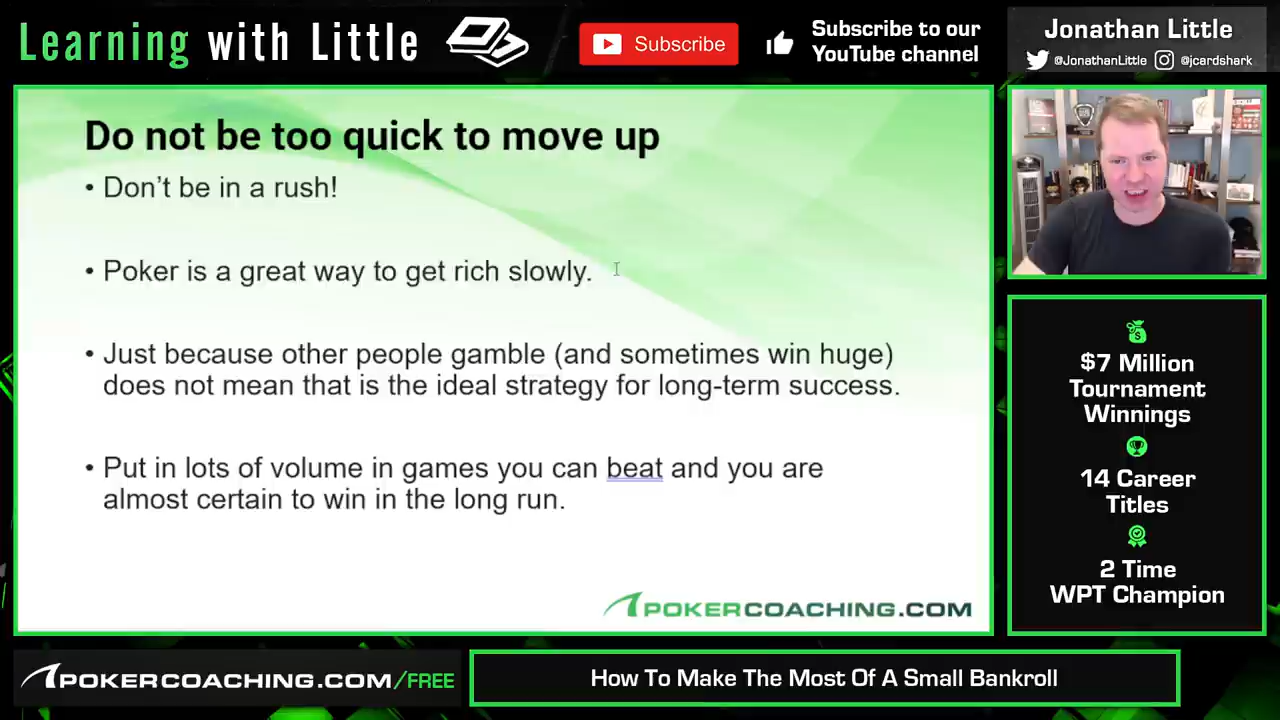 Learning with Little
Subscribe
Subscribe to our
YouTube channel
Jonathan Little
@JonathanLittle
@jcardshark
Do not be too quick to move up
• Don't be in a rush!
• Poker is a great way to get rich slowly.
• Just because other people gamble (and sometimes win huge)
does not mean that is the ideal strategy for long-term success.
• Put in lots of volume in games you can beat and you are
almost certain to win in the long run.
POKERCOACHING.COM
$7 Million
Tournament
Winnings
14 Career
Titles
2 Time
WPT Champion
POKERCOACHING.COM/FREE
How To Make The Most Of A Small Bankroll